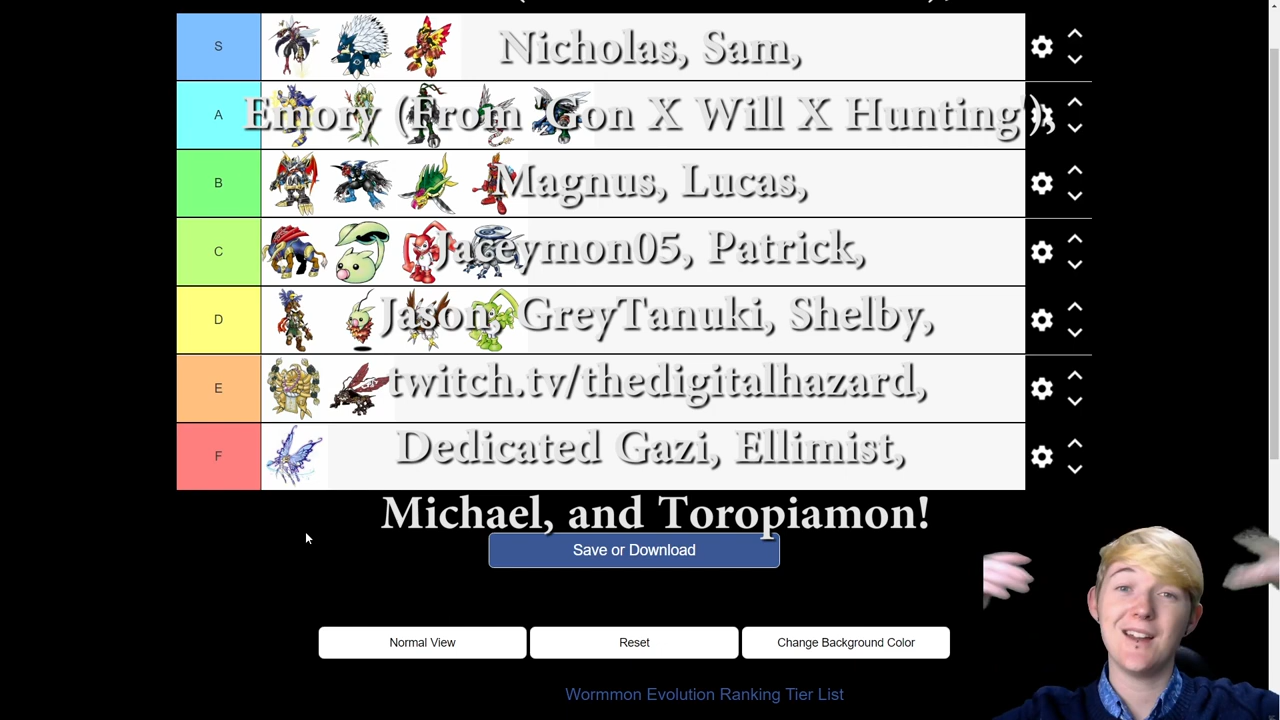 S
Nicholas, Sam,
A
Emory (From 'Gon X Will X Hunting'),
B
Magnus, Lucas,
C
Jaceymon05, Patrick,
D
Jason, GreyTanuki, Shelby,
E
twitch.tv/thedigitalhazard,
F
Dedicated Gazi, Ellimist,
Michael, and Toropiamon!
Save or Download
Normal View
Reset
Change Background Color
Wormmon Evolution Ranking Tier List